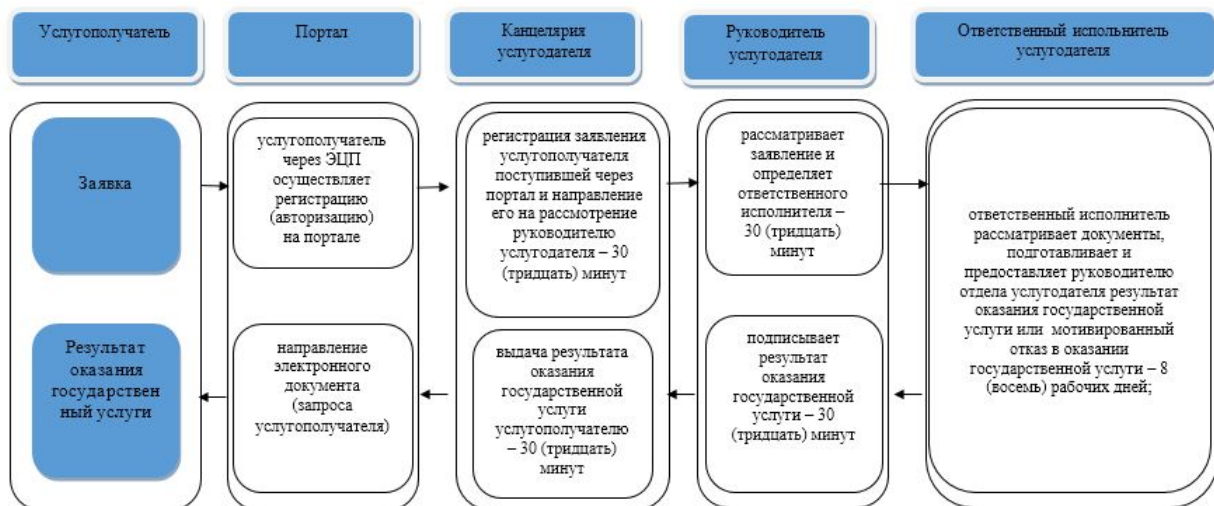 Услугополучатель
Портал
Канцелярия
услугодателя
Руководитель
услугодателя
Ответственный испольнитель
услугодателя
Заявка
услугополучатель
через ЭЦП
осуществляет
регистрацию
(авторизацию)
на портале
регистрация заявления
услугополучателя
поступившей через
портал и направление
его на рассмотрение
руководителю
услугодателя – 30
(тридцать) минут
рассматривает
заявление и
определяет
ответственного
исполнителя –
30 (тридцать)
минут
ответственный исполнитель
рассматривает документы,
подготавливает и
предоставляет руководителю
отдела услугодателя результат
оказания государственной
услуги или мотивированный
отказ в оказании
государственной услуги – 8
(восемь) рабочих дней;
Результат
оказания
государствен
ный услуги
направление
электронного
документа
(запроса
услугополучателя)
выдача результата
оказания
государственной
услуги
услугополучателю
– 30 (тридцать)
минут
подписывает
результат
оказания
государственной
услуги – 30
(тридцать) минут